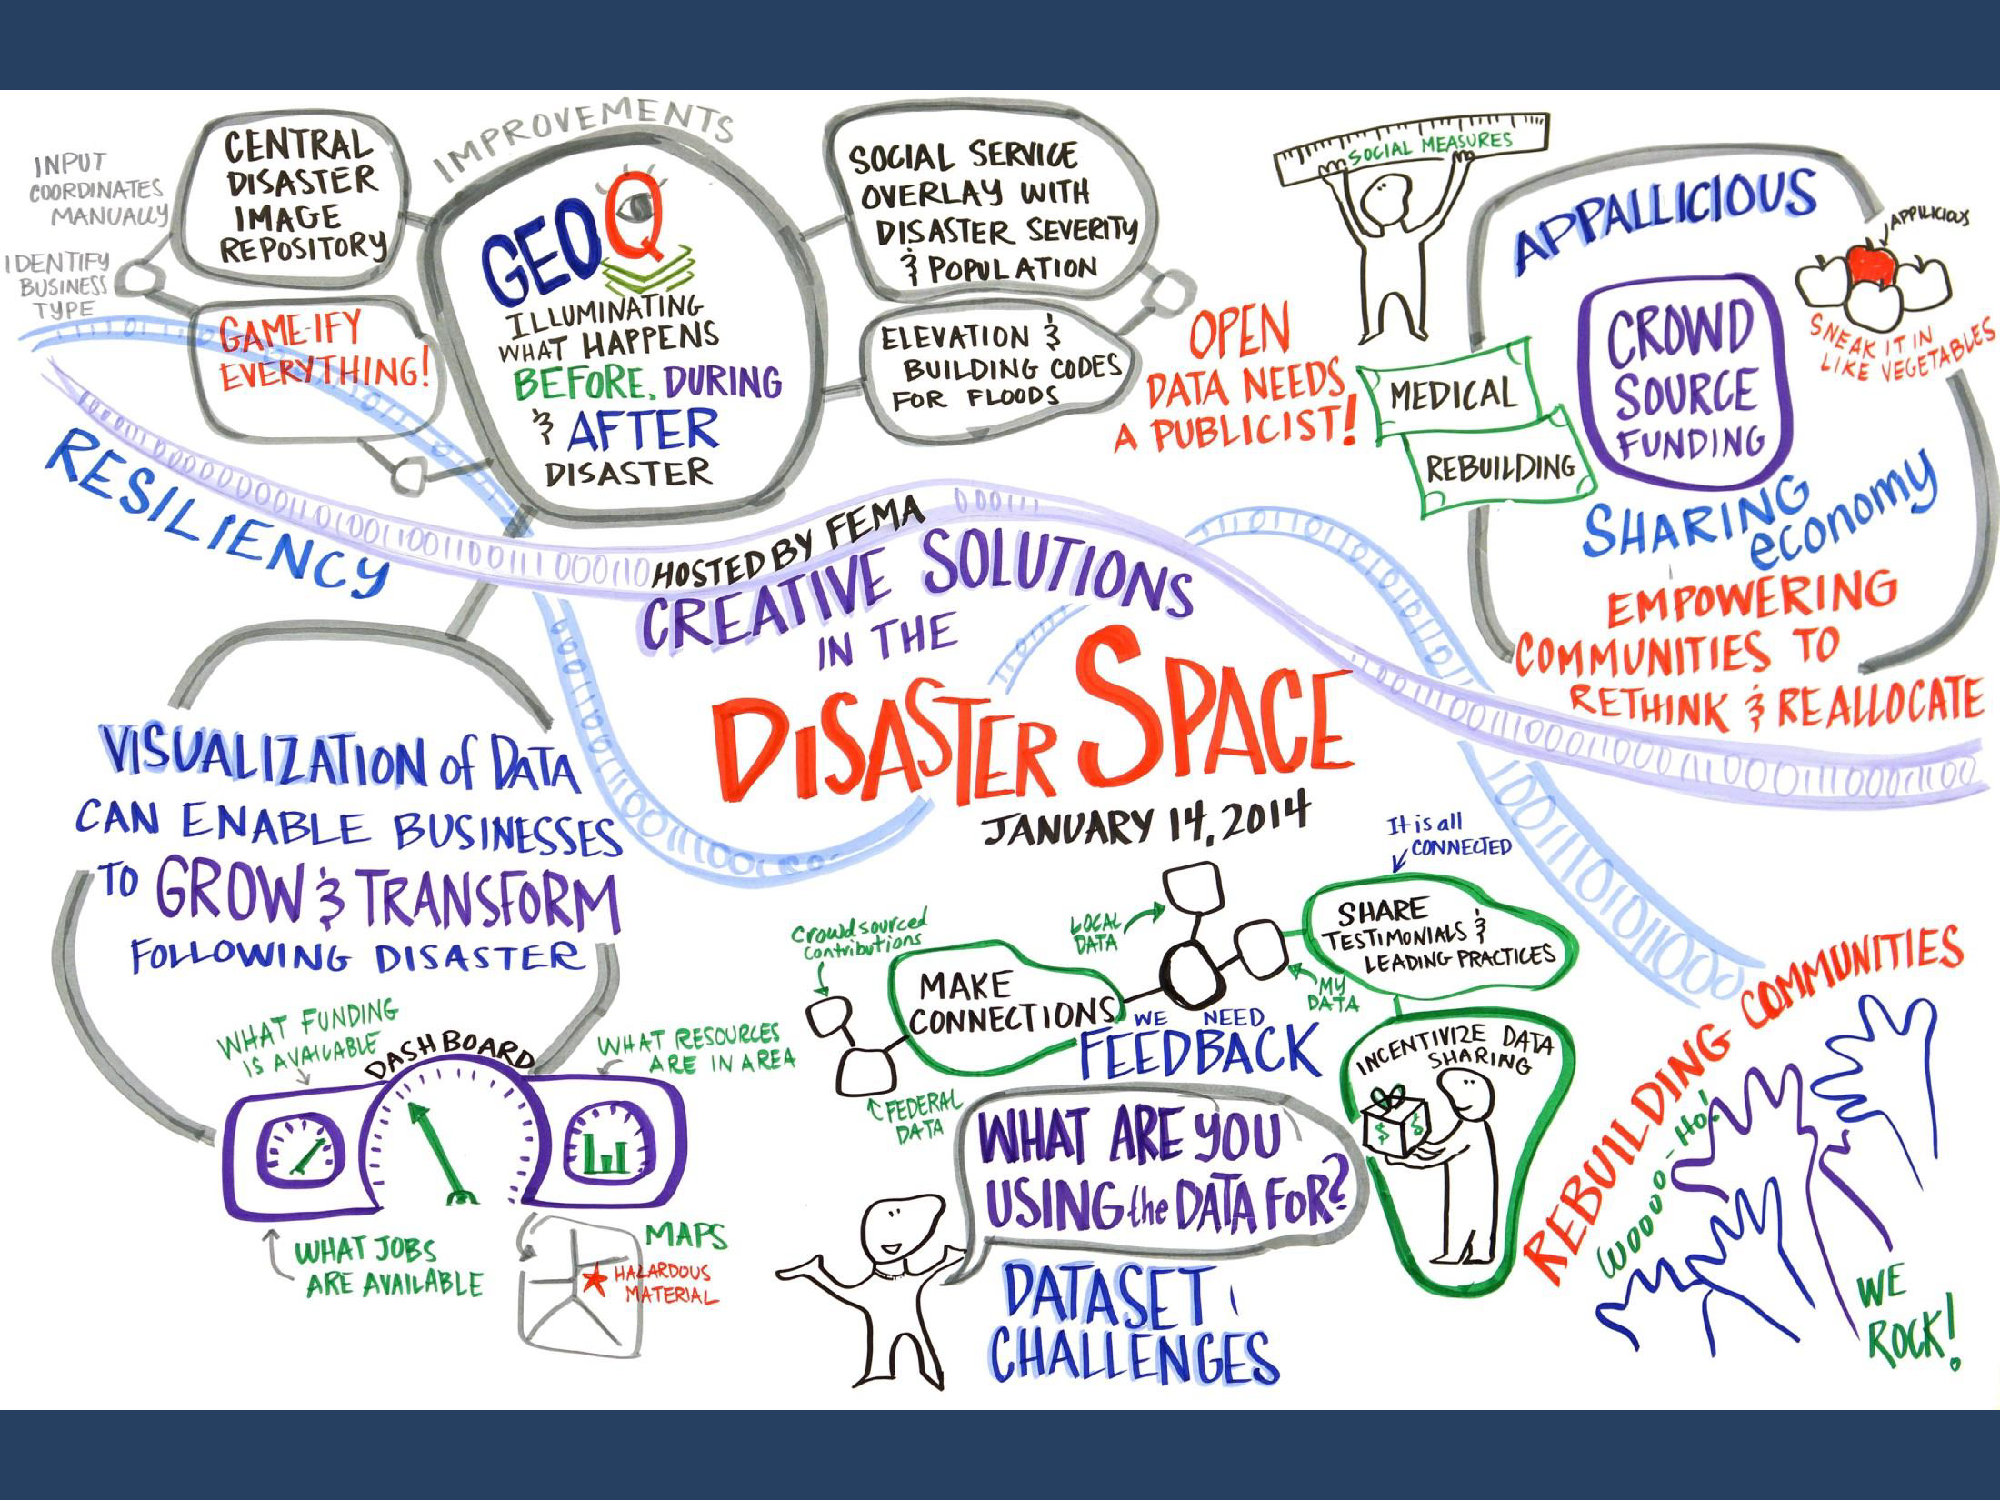 IMPROVEMENTS
INPUT
COORDINATES
MANUALLY
IDENTIFY
BUSINESS
TYPE
CENTRAL
DISASTER
IMAGE
REPOSITORY
GAME-IFY
EVERYTHING!
GEOQ
ILLUMINATING
WHAT HAPPENS
BEFORE, DURING
& AFTER
DISASTER
SOCIAL SERVICE
OVERLAY WITH
DISASTER SEVERITY
& POPULATION
ELEVATION &
BUILDING CODES
FOR FLOODS
OPEN
DATA NEEDS
A PUBLICIST!
SOCIAL MEASURES
MEDICAL
REBUILDING
APPALLICIOUS
CROWD
SOURCE
FUNDING
APPILICIOUS
SNEAK IT IN
LIKE VEGETABLES
SHARING
economy
EMPOWERING
COMMUNITIES TO
RETHINK & REALLOCATE
RESILIENCY
HOSTED BY FEMA
CREATIVE SOLUTIONS
IN THE
DISASTER SPACE
JANUARY 14, 2014
VISUALIZATION of DATA
CAN ENABLE BUSINESSES
TO GROW & TRANSFORM
FOLLOWING DISASTER
WHAT FUNDING
IS AVAILABLE
DASHBOARD
WHAT RESOURCES
ARE IN AREA
WHAT JOBS
ARE AVAILABLE
MAPS
HAZARDOUS
MATERIAL
Crowdsourced
Contributions
LOCAL
DATA
MAKE
CONNECTIONS
FEDERAL
DATA
WE NEED
FEEDBACK
MY
DATA
It is all
CONNECTED
SHARE
TESTIMONIALS &
LEADING PRACTICES
INCENTIVIZE DATA
SHARING
$ $
WHAT ARE YOU
USING the DATA FOR?
DATASET
CHALLENGES
REBUILDING COMMUNITIES
WOOOO-HO!
WE
ROCK!